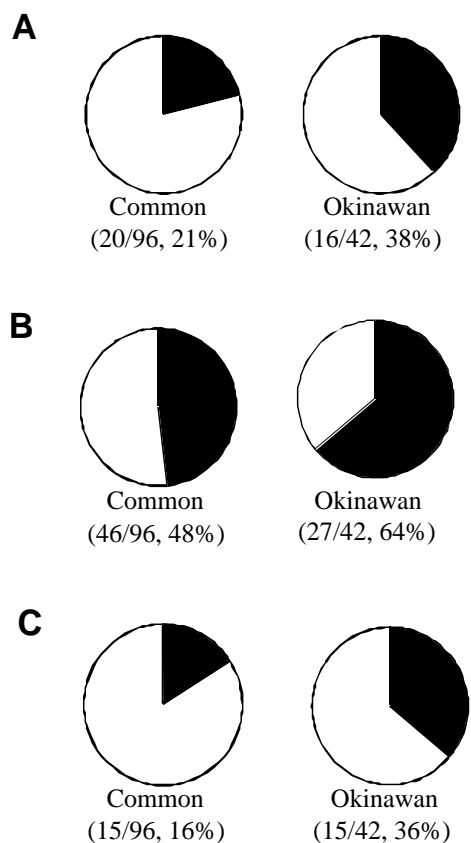 A
Common Okinawan
(20/96, 21%) (16/42, 38%)
B
Common Okinawan
(46/96, 48%) (27/42, 64%)
C
Common Okinawan
(15/96, 16%) (15/42, 36%)